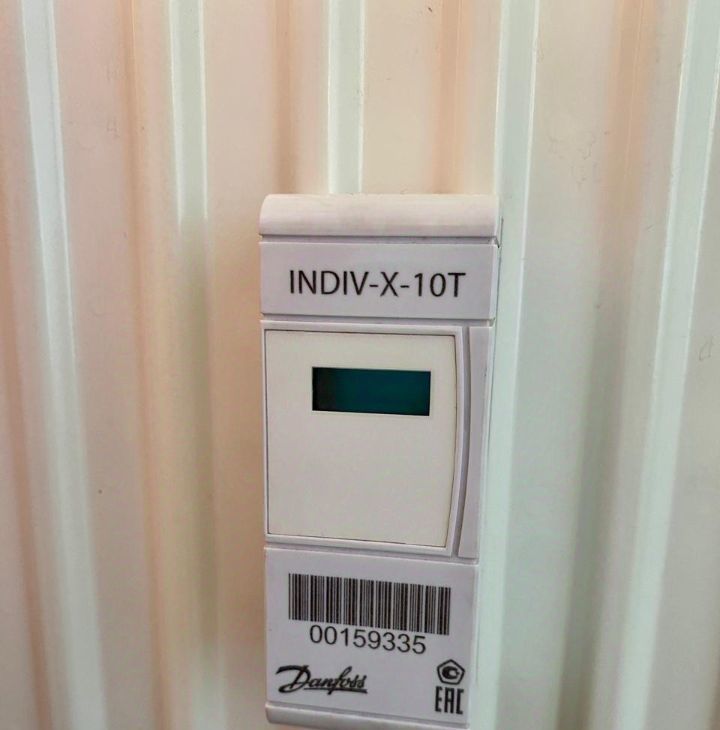 INDIV-X-10T
00159335
Danfoss
EAC